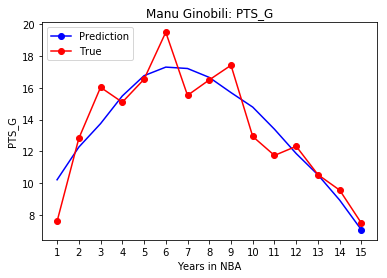 Manu Ginobili: PTS_G
Prediction
True
PTS_G
20
18
16
14
12
10
8
1 2 3 4 5 6 7 8 9 10 11 12 13 14 15
Years in NBA